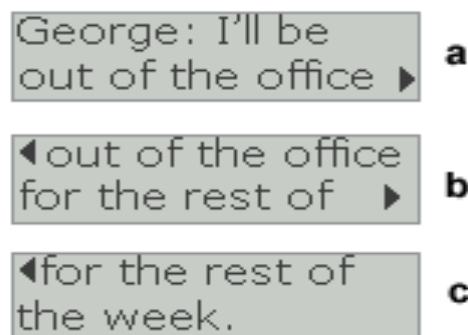 George: I'll be
out of the office ▶
a
◀out of the office
for the rest of ▶
b
◀for the rest of
the week.
c